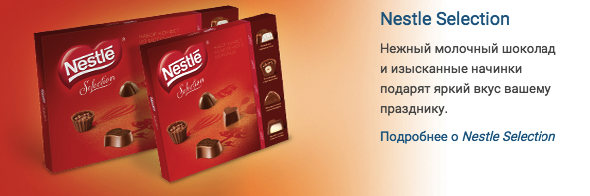 Nestle Selection
Нежный молочный шоколад
и изысканные начинки
подарят яркий вкус вашему
празднику.
Подробнее о Nestle Selection
Nestlé
Selection
Nestlé
Selection